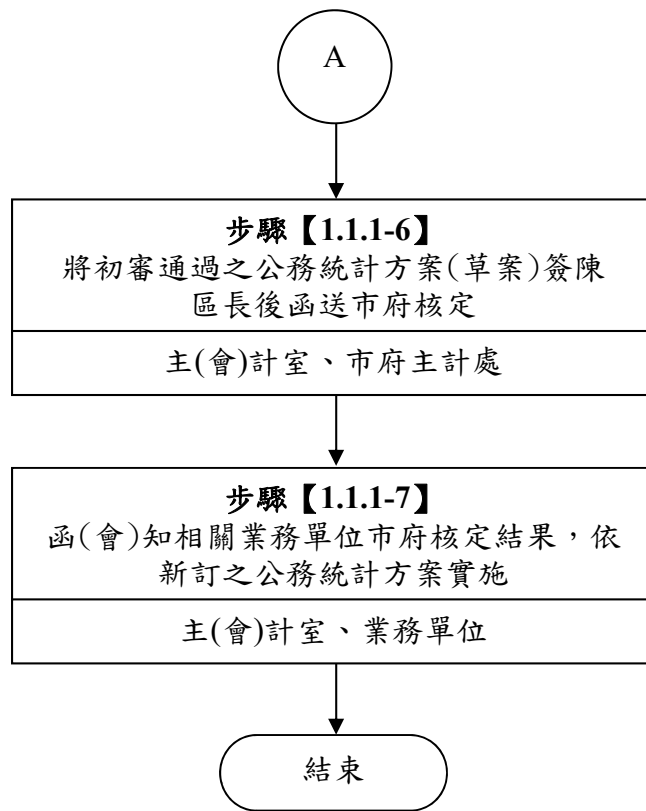 A
步驟【1.1.1-6】
將初審通過之公務統計方案(草案)簽陳
區長後函送市府核定
主(會)計室、市府主計處
步驟【1.1.1-7】
函(會)知相關業務單位市府核定結果，依
新訂之公務統計方案實施
主(會)計室、業務單位
結束